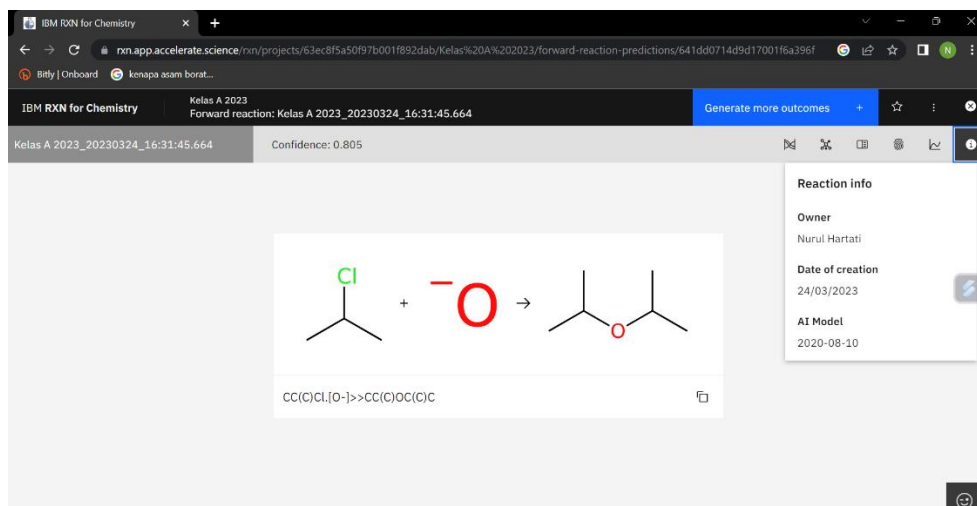 IBM RXN for Chemistry
rxn.app.accelerate.science/rxn/projects/63ec8f5a50f97b001f892dab/Kelas%20A%202023/forward-reaction-predictions/641dd0714d9d17001f6a396f
N
Bitly | Onboard kenapa asam borat...
IBM RXN for Chemistry
Kelas A 2023
Forward reaction: Kelas A 2023_20230324_16:31:45.664
Generate more outcomes +
Kelas A 2023_20230324_16:31:45.664 Confidence: 0.805
Reaction info
Owner
Nurul Hartati
Date of creation
24/03/2023
AI Model
2020-08-10
Cl
+ −O →
O
CC(C)Cl.[O-]>>CC(C)OC(C)C